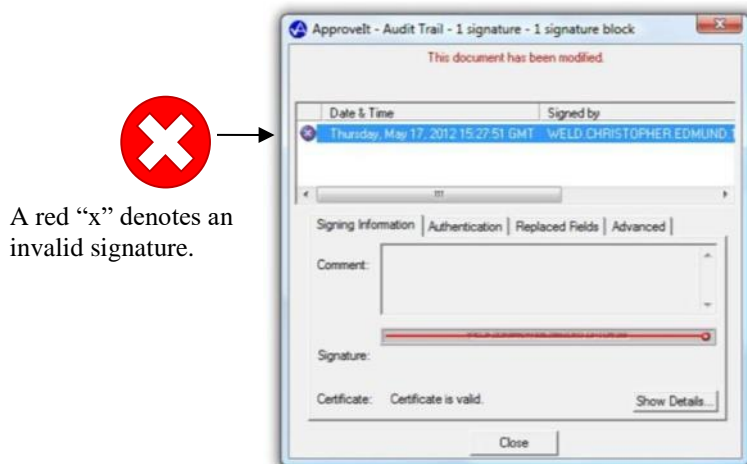 ApproveIt - Audit Trail - 1 signature - 1 signature block
This document has been modified.
Date & Time Signed by
Thursday, May 17, 2012 15:27:51 GMT WELD.CHRISTOPHER.EDMUND.1
A red “x” denotes an
invalid signature.
Signing Information Authentication Replaced Fields Advanced
Comment:
Signature:
Certificate: Certificate is valid. Show Details...
Close